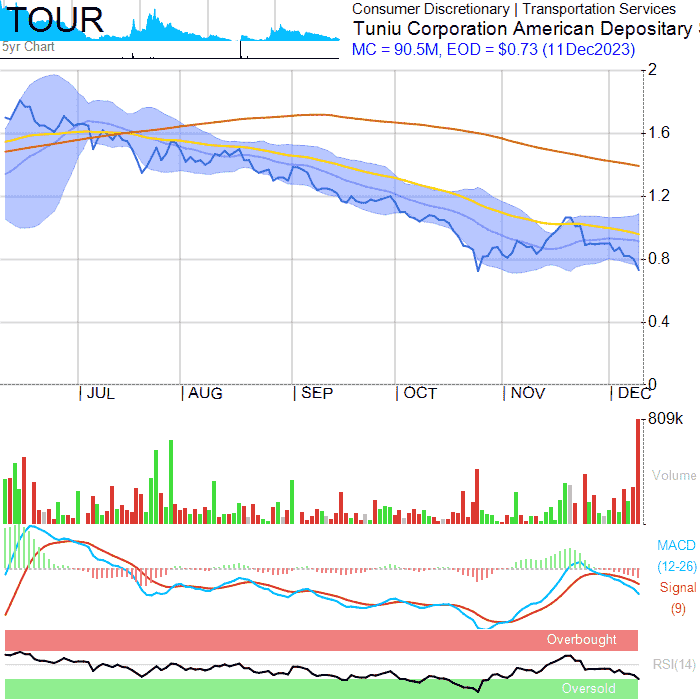 TOUR
5yr Chart
Consumer Discretionary | Transportation Services
Tuniu Corporation American Depositary
MC = 90.5M, EOD = $0.73 (11Dec2023)
2
1.6
1.2
0.8
0.4
0
| JUL | AUG | SEP | OCT | NOV | DEC
809k
Volume
MACD
(12-26)
Signal
(9)
Overbought
RSI(14)
Oversold